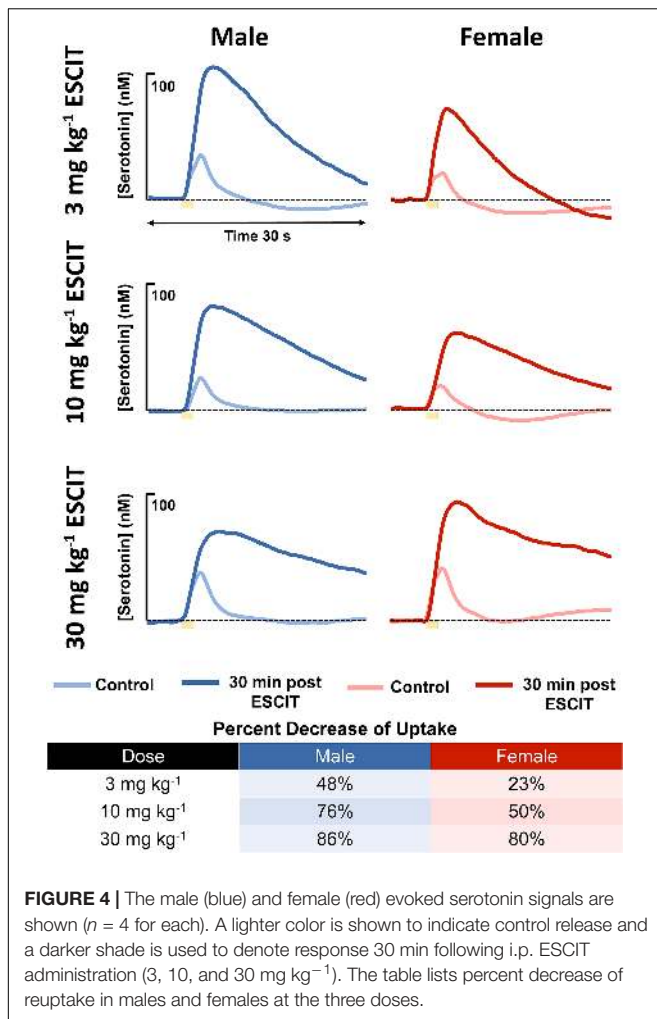 Male Female
3 mg kg⁻¹ ESCIT
[Serotonin] (nM)
100
Time 30 s
10 mg kg⁻¹ ESCIT
[Serotonin] (nM)
100
30 mg kg⁻¹ ESCIT
[Serotonin] (nM)
100
Control 30 min post ESCIT Control 30 min post ESCIT
Percent Decrease of Uptake
Dose Male Female
3 mg kg⁻¹ 48% 23%
10 mg kg⁻¹ 76% 50%
30 mg kg⁻¹ 86% 80%
FIGURE 4 | The male (blue) and female (red) evoked serotonin signals are
shown (n = 4 for each). A lighter color is shown to indicate control release and
a darker shade is used to denote response 30 min following i.p. ESCIT
administration (3, 10, and 30 mg kg⁻¹). The table lists percent decrease of
reuptake in males and females at the three doses.